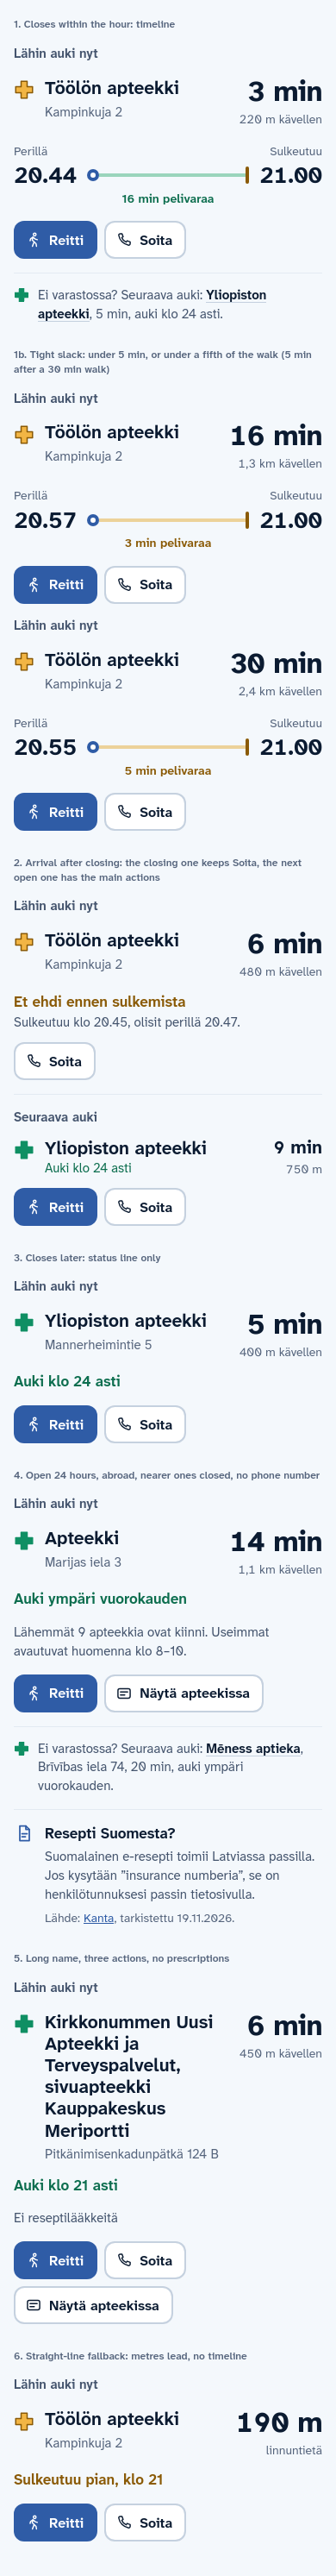 1. Closes within the hour: timeline
Lähin auki nyt
Töölön apteekki
3 min
Kampinkuja 2
220 m kävellen
Perillä
Sulkeutuu
20.44
21.00
16 min pelivaraa
Reitti
Soita
Ei varastossa? Seuraava auki: Yliopiston
apteekki, 5 min, auki klo 24 asti.
1b. Tight slack: under 5 min, or under a fifth of the walk (5 min
after a 30 min walk)
Lähin auki nyt
Töölön apteekki
16 min
Kampinkuja 2
1,3 km kävellen
Perillä
Sulkeutuu
20.57
21.00
3 min pelivaraa
Reitti
Soita
Lähin auki nyt
Töölön apteekki
30 min
Kampinkuja 2
2,4 km kävellen
Perillä
Sulkeutuu
20.55
21.00
5 min pelivaraa
Reitti
Soita
2. Arrival after closing: the closing one keeps Soita, the next
open one has the main actions
Lähin auki nyt
Töölön apteekki
6 min
Kampinkuja 2
480 m kävellen
Et ehdi ennen sulkemista
Sulkeutuu klo 20.45, olisit perillä 20.47.
Soita
Seuraava auki
Yliopiston apteekki
9 min
Auki klo 24 asti
750 m
Reitti
Soita
3. Closes later: status line only
Lähin auki nyt
Yliopiston apteekki
5 min
Mannerheimintie 5
400 m kävellen
Auki klo 24 asti
Reitti
Soita
4. Open 24 hours, abroad, nearer ones closed, no phone number
Lähin auki nyt
Apteekki
14 min
Marijas iela 3
1,1 km kävellen
Auki ympäri vuorokauden
Lähemmät 9 apteekkia ovat kiinni. Useimmat
avautuvat huomenna klo 8–10.
Reitti
Näytä apteekissa
Ei varastossa? Seuraava auki: Mēness aptieka,
Brīvības iela 74, 20 min, auki ympäri
vuorokauden.
Resepti Suomesta?
Suomalainen e-resepti toimii Latviassa passilla.
Jos kysytään ”insurance numberia”, se on
henkilötunnuksesi passin tietosivulla.
Lähde: Kanta, tarkistettu 19.11.2026.
5. Long name, three actions, no prescriptions
Lähin auki nyt
Kirkkonummen Uusi
6 min
Apteekki ja
450 m kävellen
Terveyspalvelut,
sivuapteekki
Kauppakeskus
Meriportti
Pitkänimisenkadunpätkä 124 B
Auki klo 21 asti
Ei reseptilääkkeitä
Reitti
Soita
Näytä apteekissa
6. Straight-line fallback: metres lead, no timeline
Lähin auki nyt
Töölön apteekki
190 m
Kampinkuja 2
linnuntietä
Sulkeutuu pian, klo 21
Reitti
Soita